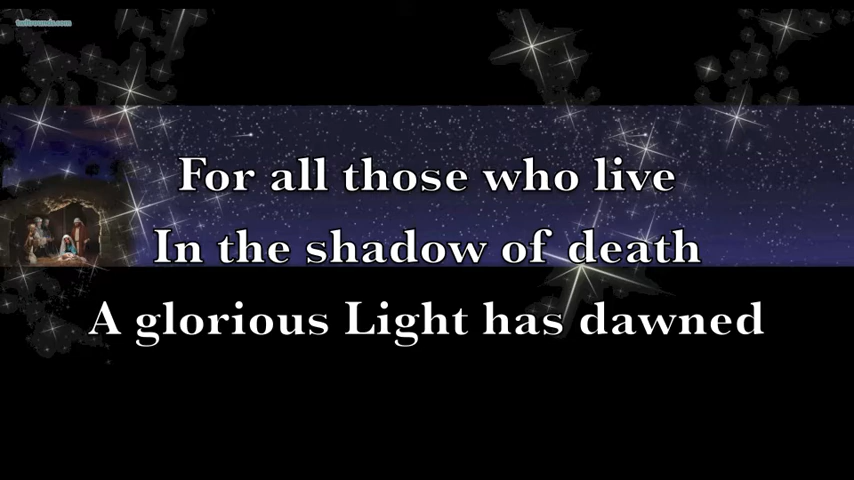 For all those who live
In the shadow of death
A glorious Light has dawned